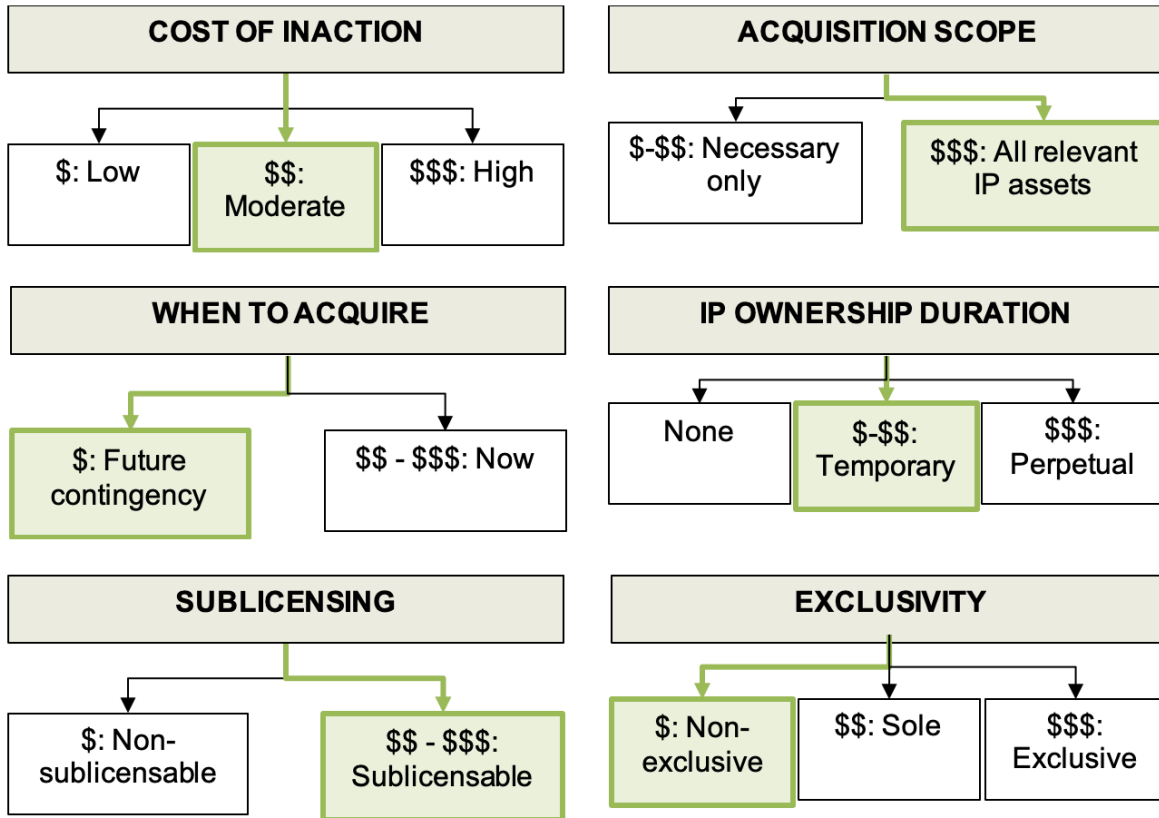 COST OF INACTION
$: Low
$$:
Moderate
$$$: High
ACQUISITION SCOPE
$-$$: Necessary
only
$$$: All relevant
IP assets
WHEN TO ACQUIRE
$: Future
contingency
$$ - $$$: Now
IP OWNERSHIP DURATION
None
$-$$:
Temporary
$$$:
Perpetual
SUBLICENSING
$: Non-
sublicensable
$$ - $$$:
Sublicensable
EXCLUSIVITY
$: Non-
exclusive
$$: Sole
$$$:
Exclusive